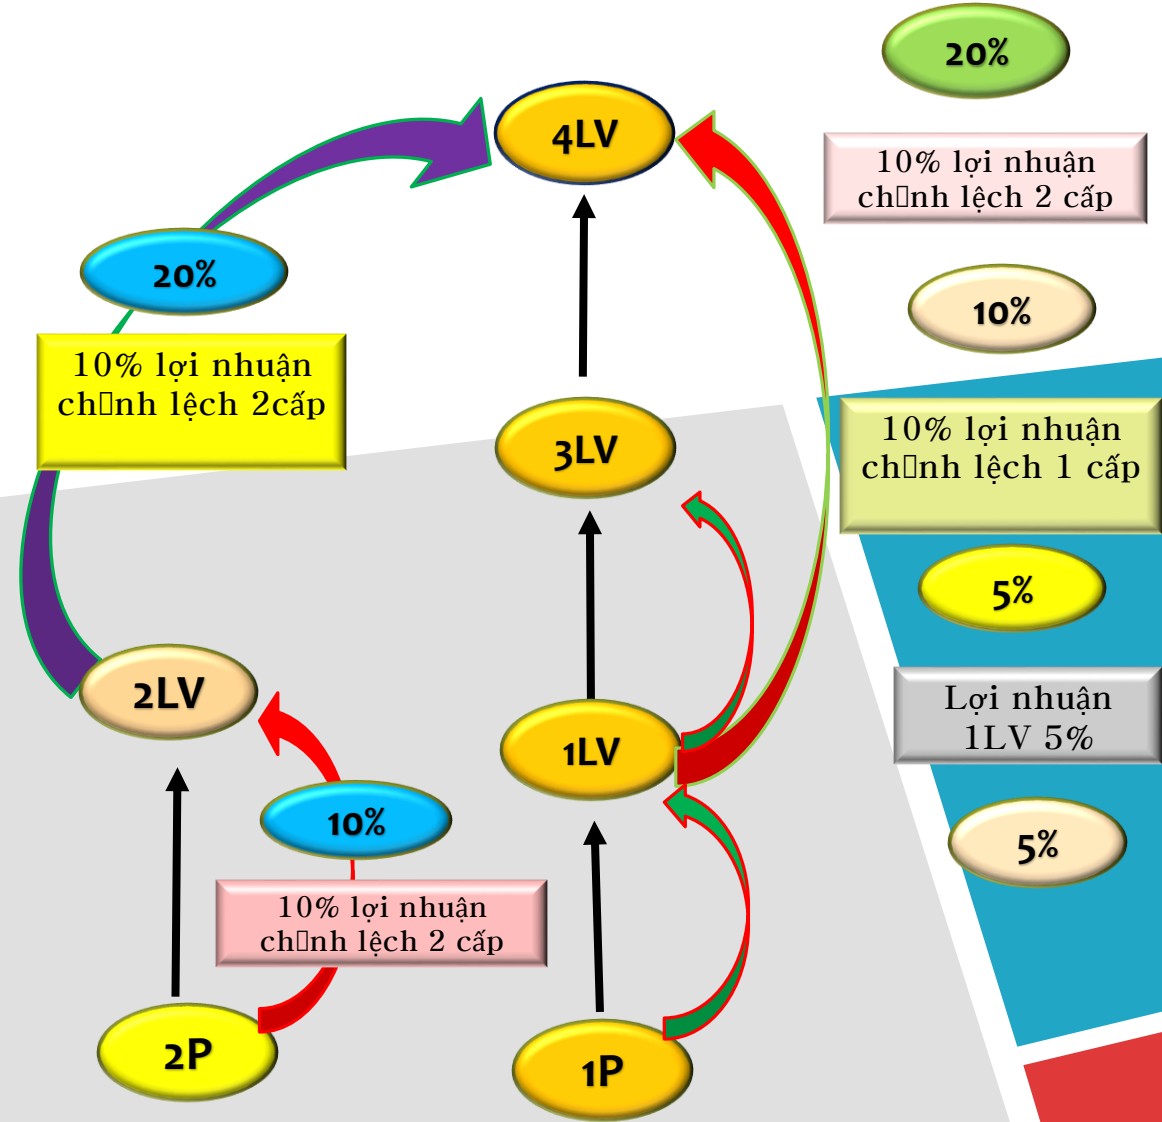 20%
4LV
10% lợi nhuận
ch□nh lệch 2 cấp
20%
10%
10% lợi nhuận
ch□nh lệch 2cấp
3LV
10% lợi nhuận
ch□nh lệch 1 cấp
5%
2LV
1LV
Lợi nhuận
1LV 5%
10%
5%
10% lợi nhuận
ch□nh lệch 2 cấp
2P
1P